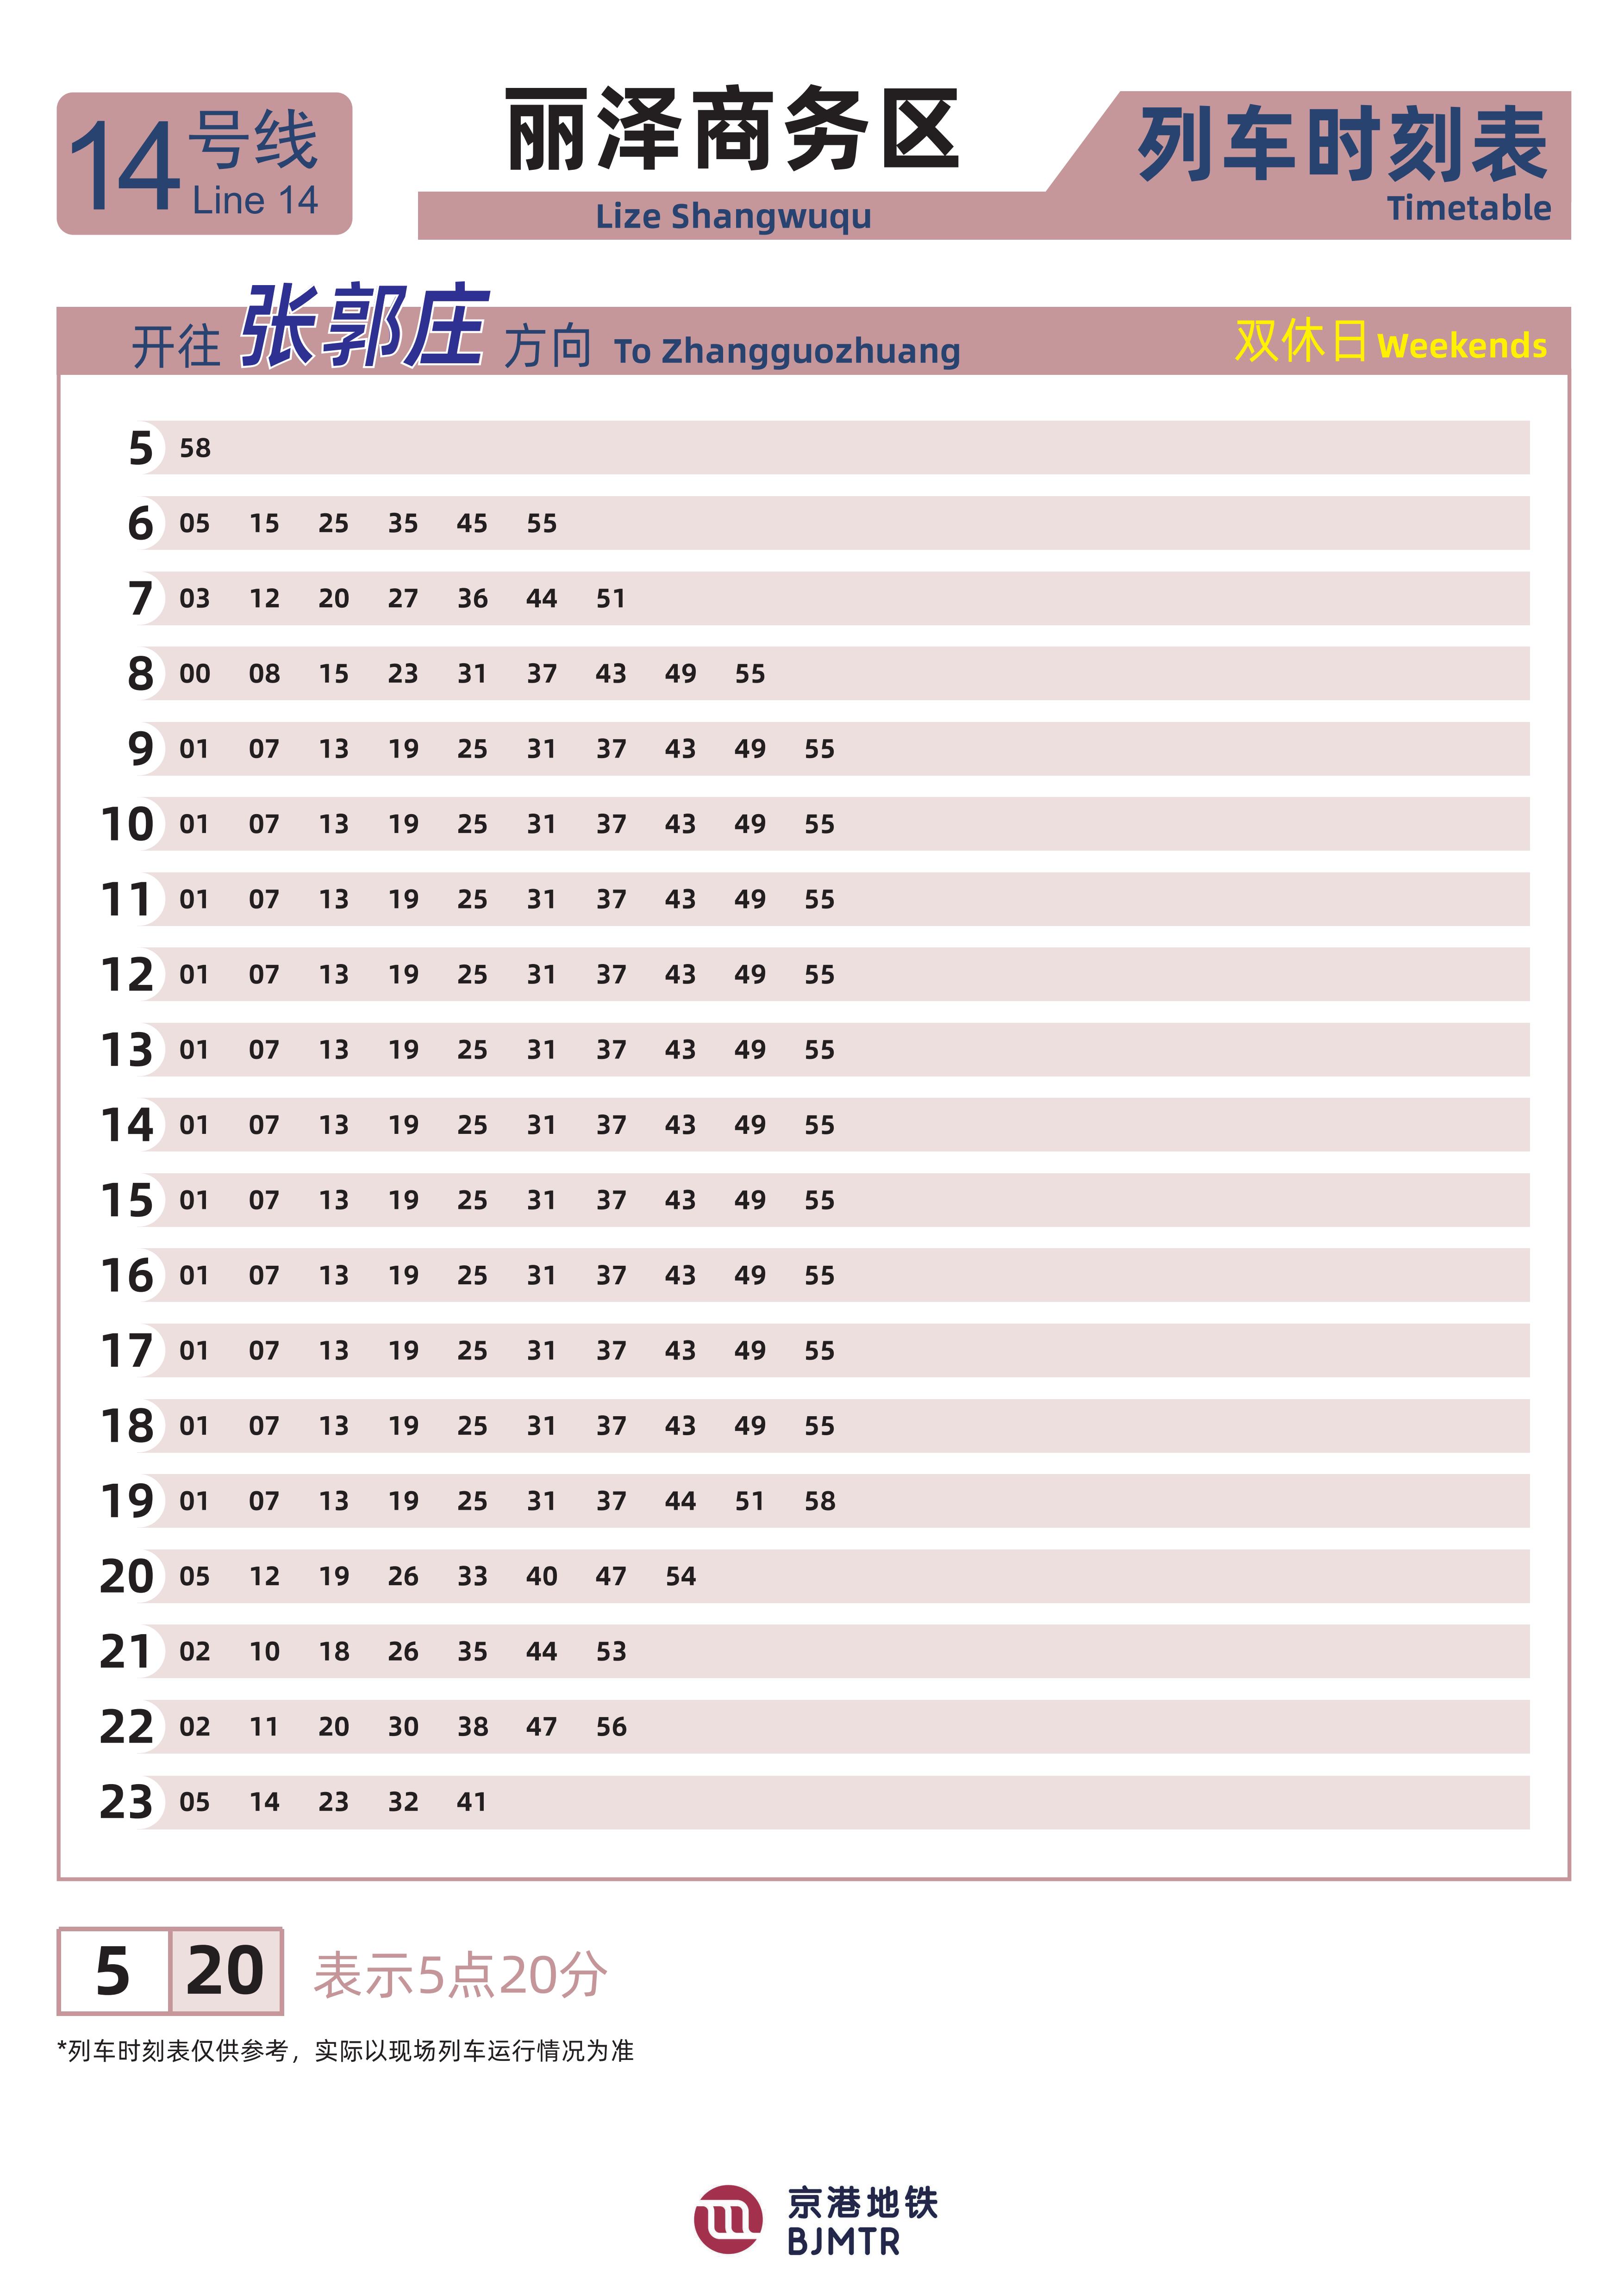 14号线
Line 14
丽泽商务区
Lize Shangwuqu
列车时刻表
Timetable
开往 张郭庄 方向 To Zhangguozhuang
双休日 Weekends
5 58
6 05 15 25 35 45 55
7 03 12 20 27 36 44 51
8 00 08 15 23 31 37 43 49 55
9 01 07 13 19 25 31 37 43 49 55
10 01 07 13 19 25 31 37 43 49 55
11 01 07 13 19 25 31 37 43 49 55
12 01 07 13 19 25 31 37 43 49 55
13 01 07 13 19 25 31 37 43 49 55
14 01 07 13 19 25 31 37 43 49 55
15 01 07 13 19 25 31 37 43 49 55
16 01 07 13 19 25 31 37 43 49 55
17 01 07 13 19 25 31 37 43 49 55
18 01 07 13 19 25 31 37 43 49 55
19 01 07 13 19 25 31 37 44 51 58
20 05 12 19 26 33 40 47 54
21 02 10 18 26 35 44 53
22 02 11 20 30 38 47 56
23 05 14 23 32 41
5 20 表示5点20分
*列车时刻表仅供参考，实际以现场列车运行情况为准
京港地铁
BJMTR